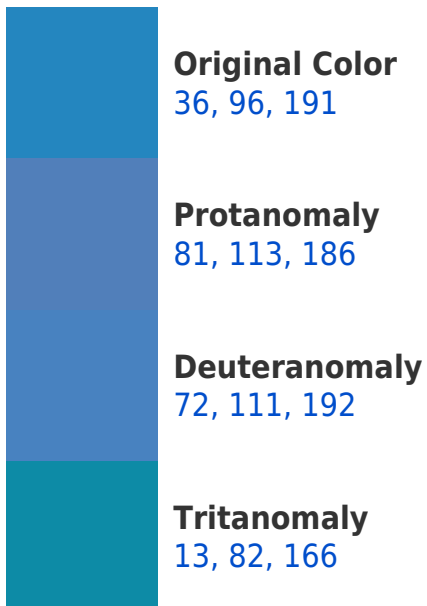 Original Color
36, 96, 191
Protanomaly
81, 113, 186
Deuteranomaly
72, 111, 192
Tritanomaly
13, 82, 166